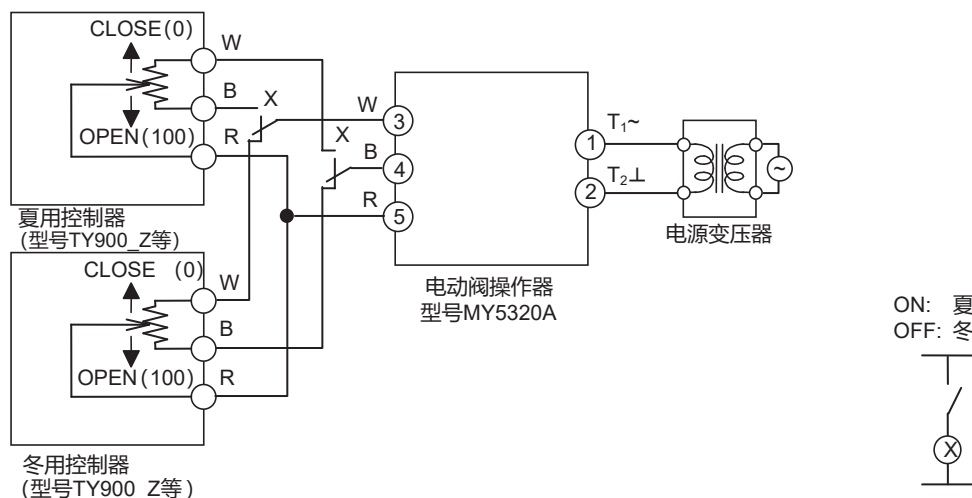 CLOSE (0)
W
B
X
OPEN (100)
R
夏用控制器
(型号TY900_Z等)
CLOSE (0)
W
B
OPEN (100)
R
冬用控制器
(型号TY900_Z等)
X
W
3
B
4
R
5
电动阀操作器
型号MY5320A
1
T₁~
2
T₂⊥
~
电源变压器
ON: 夏
OFF: 冬
X